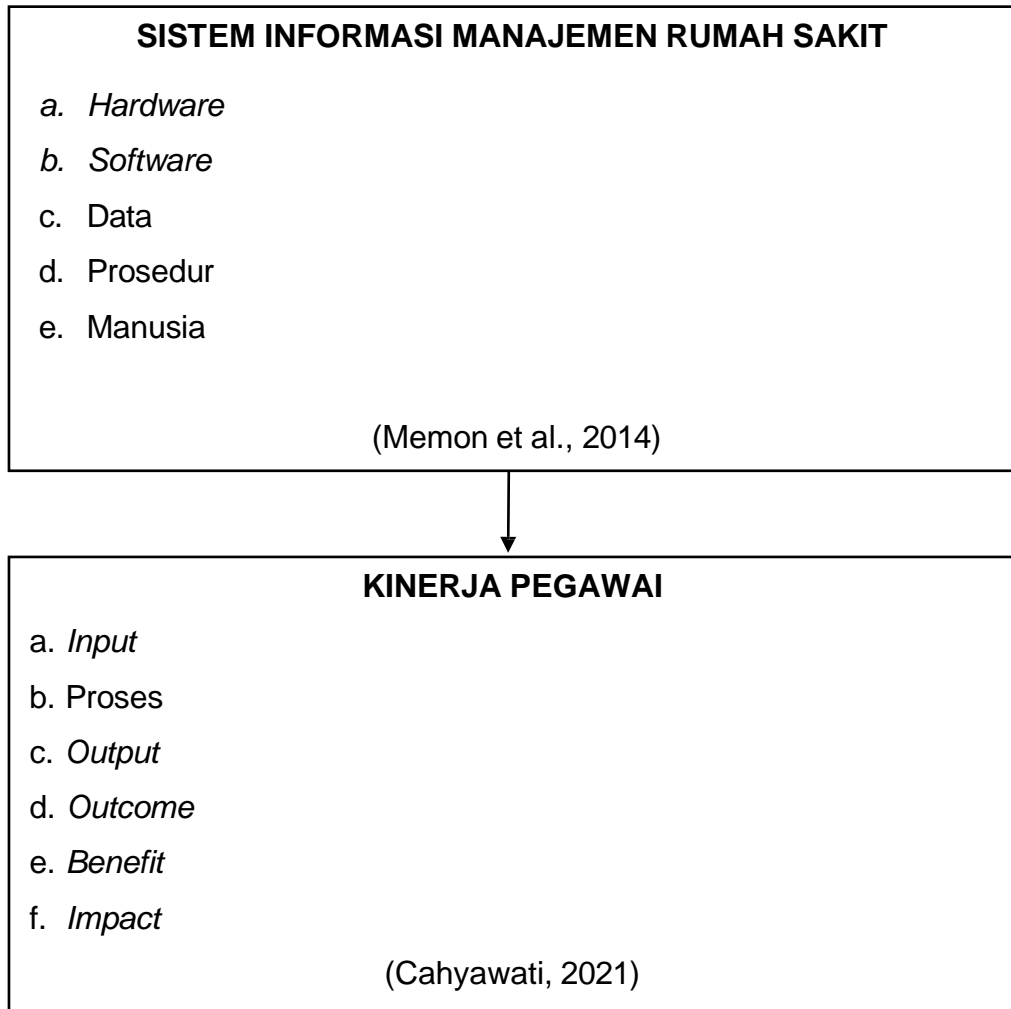 SISTEM INFORMASI MANAJEMEN RUMAH SAKIT
a. Hardware
b. Software
c. Data
d. Prosedur
e. Manusia
(Memon et al., 2014)
KINERJA PEGAWAI
a. Input
b. Proses
c. Output
d. Outcome
e. Benefit
f. Impact
(Cahyawati, 2021)